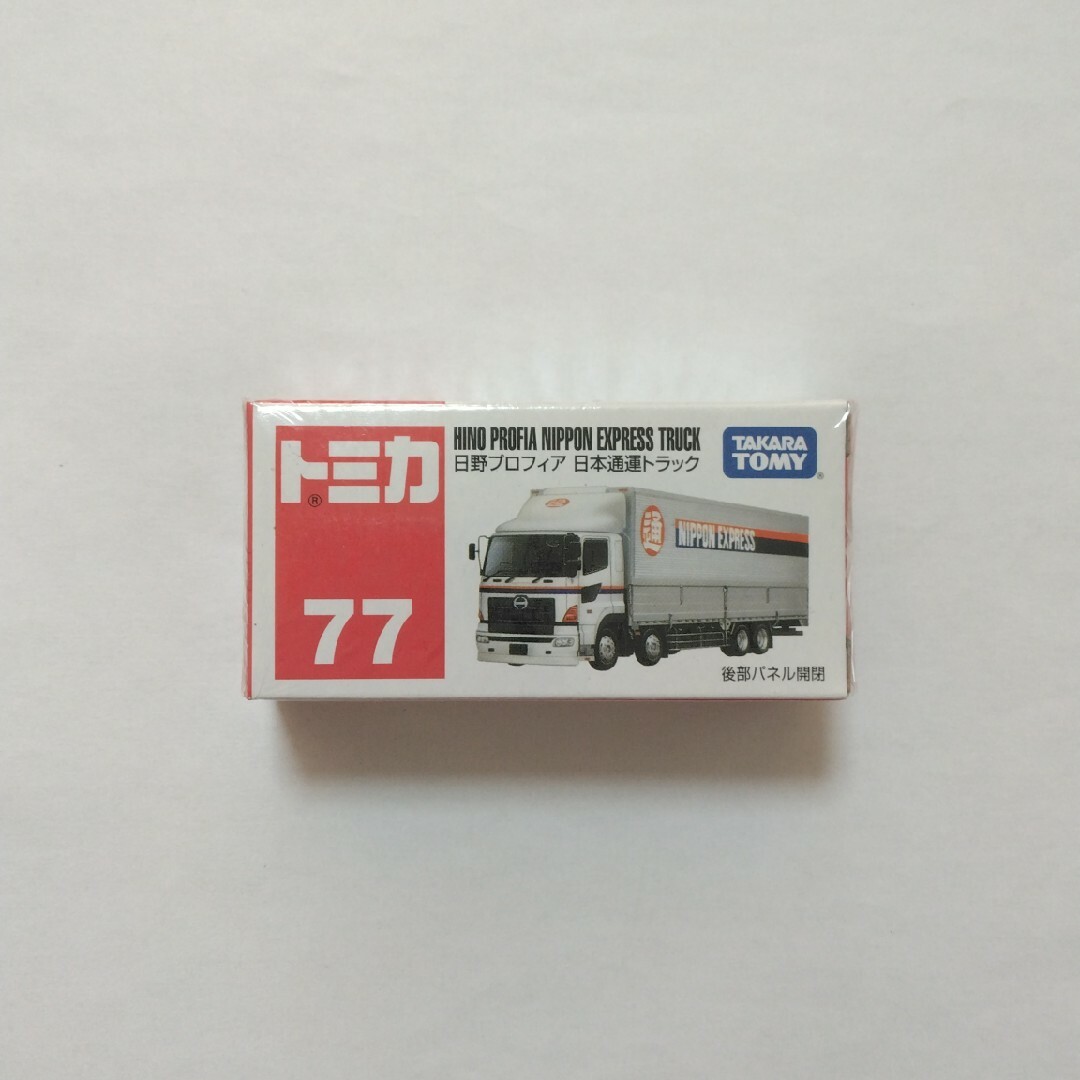 トミカ
®
77
HINO PROFIA NIPPON EXPRESS TRUCK
日野プロフィア 日本通運トラック
TAKARA
TOMY
®
通
NIPPON EXPRESS
後部パネル開閉